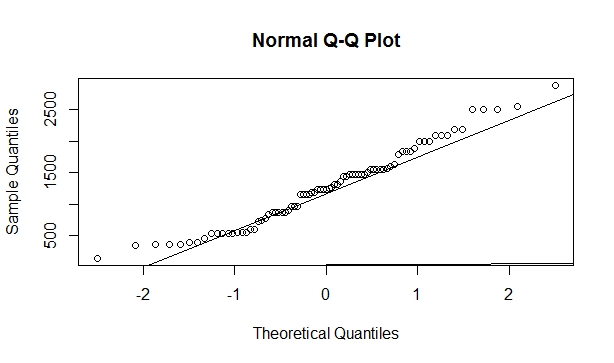 Normal Q-Q Plot
Sample Quantiles
2500
1500
500
-2 -1 0 1 2
Theoretical Quantiles